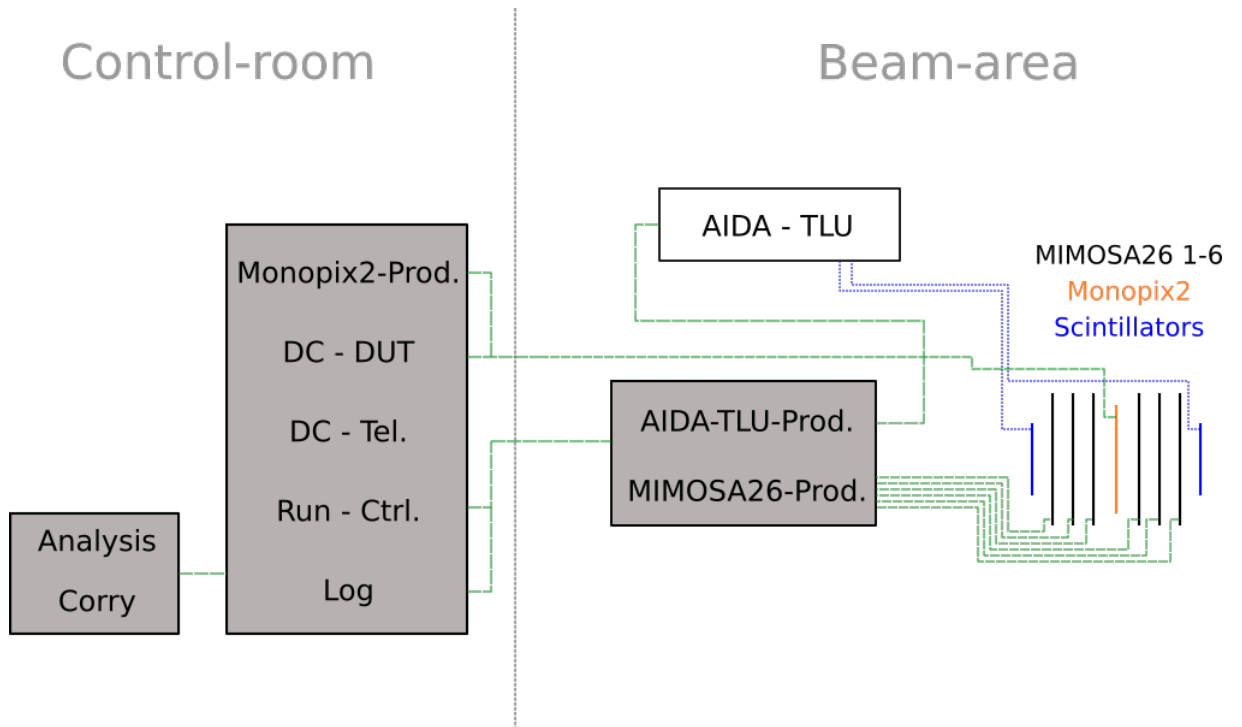 Control-room
Beam-area
AIDA - TLU
MIMOSA26 1-6
Monopix2
Scintillators
Monopix2-Prod.
DC - DUT
DC - Tel.
Run - Ctrl.
Log
AIDA-TLU-Prod.
MIMOSA26-Prod.
Analysis
Corry